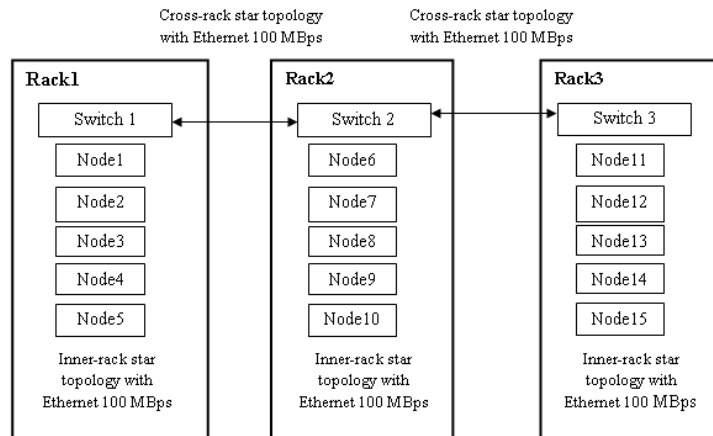 Cross-rack star topology
with Ethernet 100 MBps
Cross-rack star topology
with Ethernet 100 MBps
Rack1
Switch 1
Node1
Node2
Node3
Node4
Node5
Inner-rack star
topology with
Ethernet 100 MBps
Rack2
Switch 2
Node6
Node7
Node8
Node9
Node10
Inner-rack star
topology with
Ethernet 100 MBps
Rack3
Switch 3
Node11
Node12
Node13
Node14
Node15
Inner-rack star
topology with
Ethernet 100 MBps